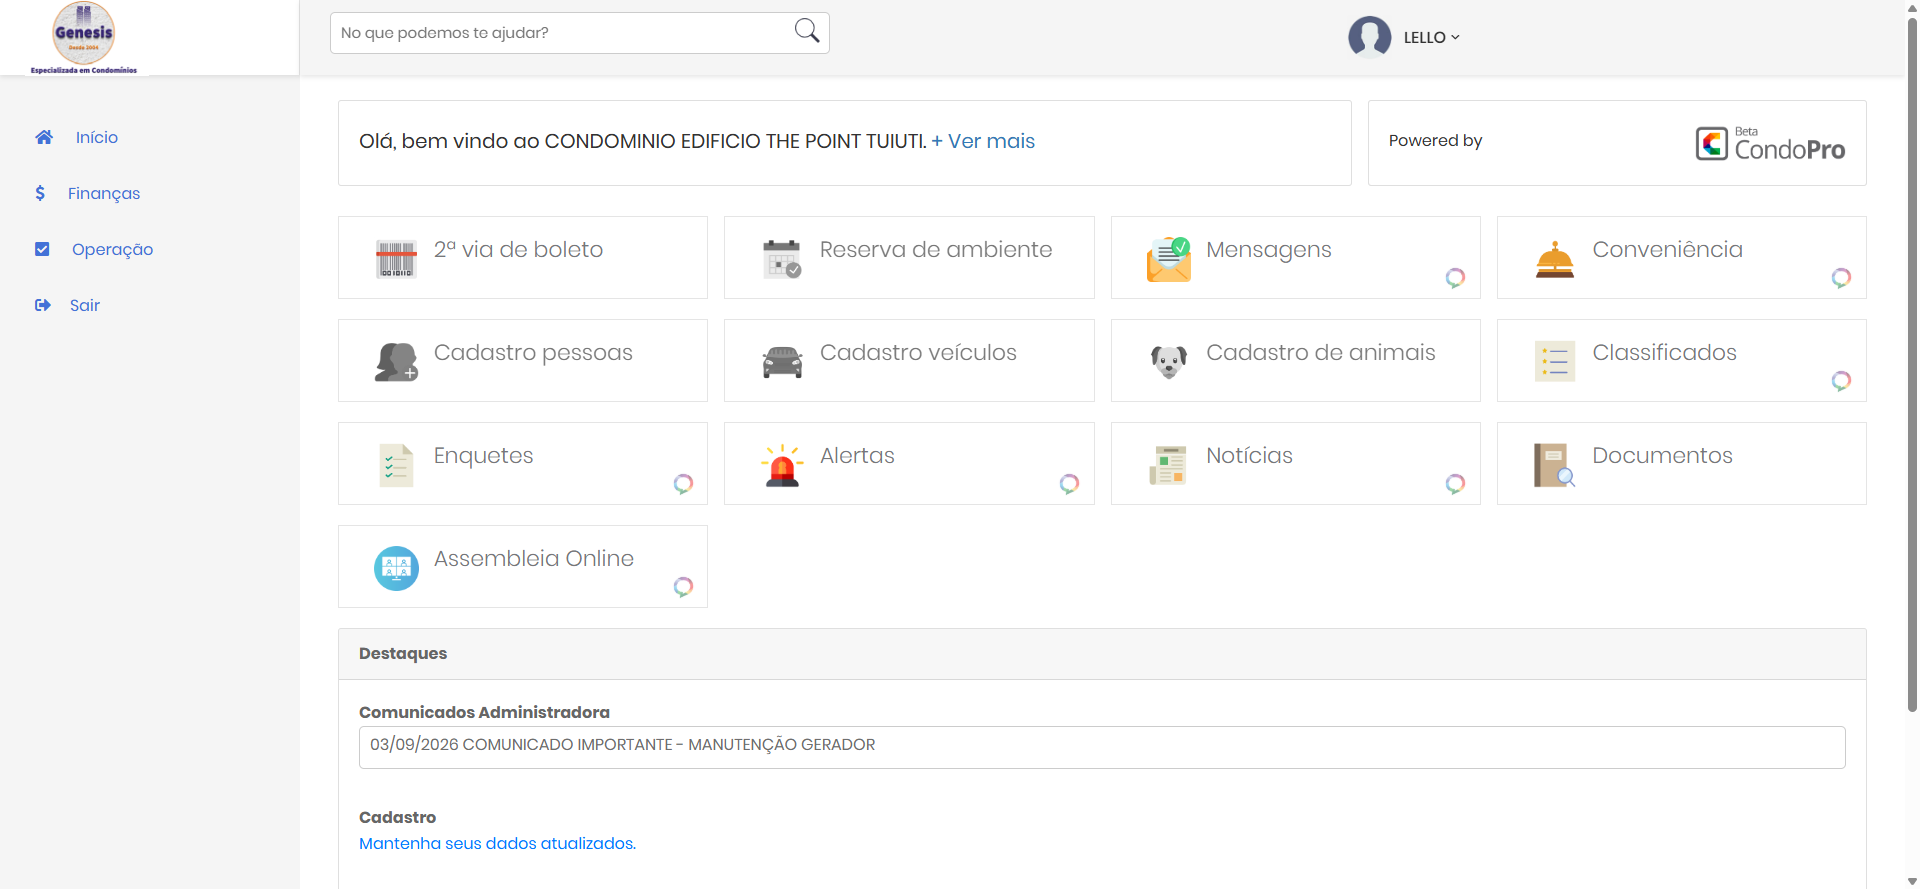 Genesis
Desde 2004
Especializada em Condomínios
No que podemos te ajudar?
LELLO
Início
Finanças
Operação
Sair
Olá, bem vindo ao CONDOMINIO EDIFICIO THE POINT TUIUTI. + Ver mais
Powered by
Beta
CondoPro
2ª via de boleto
Reserva de ambiente
Mensagens
Conveniência
Cadastro pessoas
Cadastro veículos
Cadastro de animais
Classificados
Enquetes
Alertas
Notícias
Documentos
Assembleia Online
Destaques
Comunicados Administradora
03/09/2026 COMUNICADO IMPORTANTE - MANUTENÇÃO GERADOR
Cadastro
Mantenha seus dados atualizados.